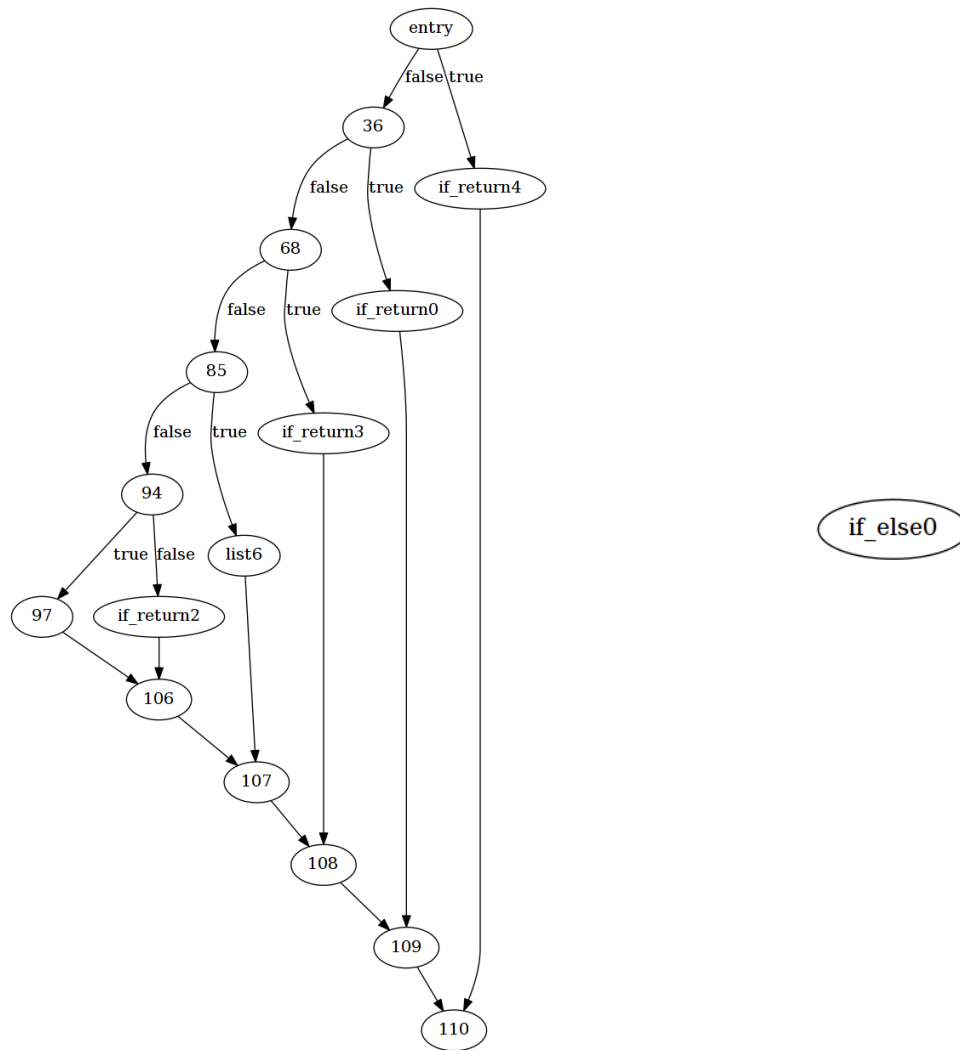 entry
false true
36
if_return4
false true
68
if_return0
false true
85
if_return3
false true
94
if_else0
true false
list6
97 if_return2
106
107
108
109
110